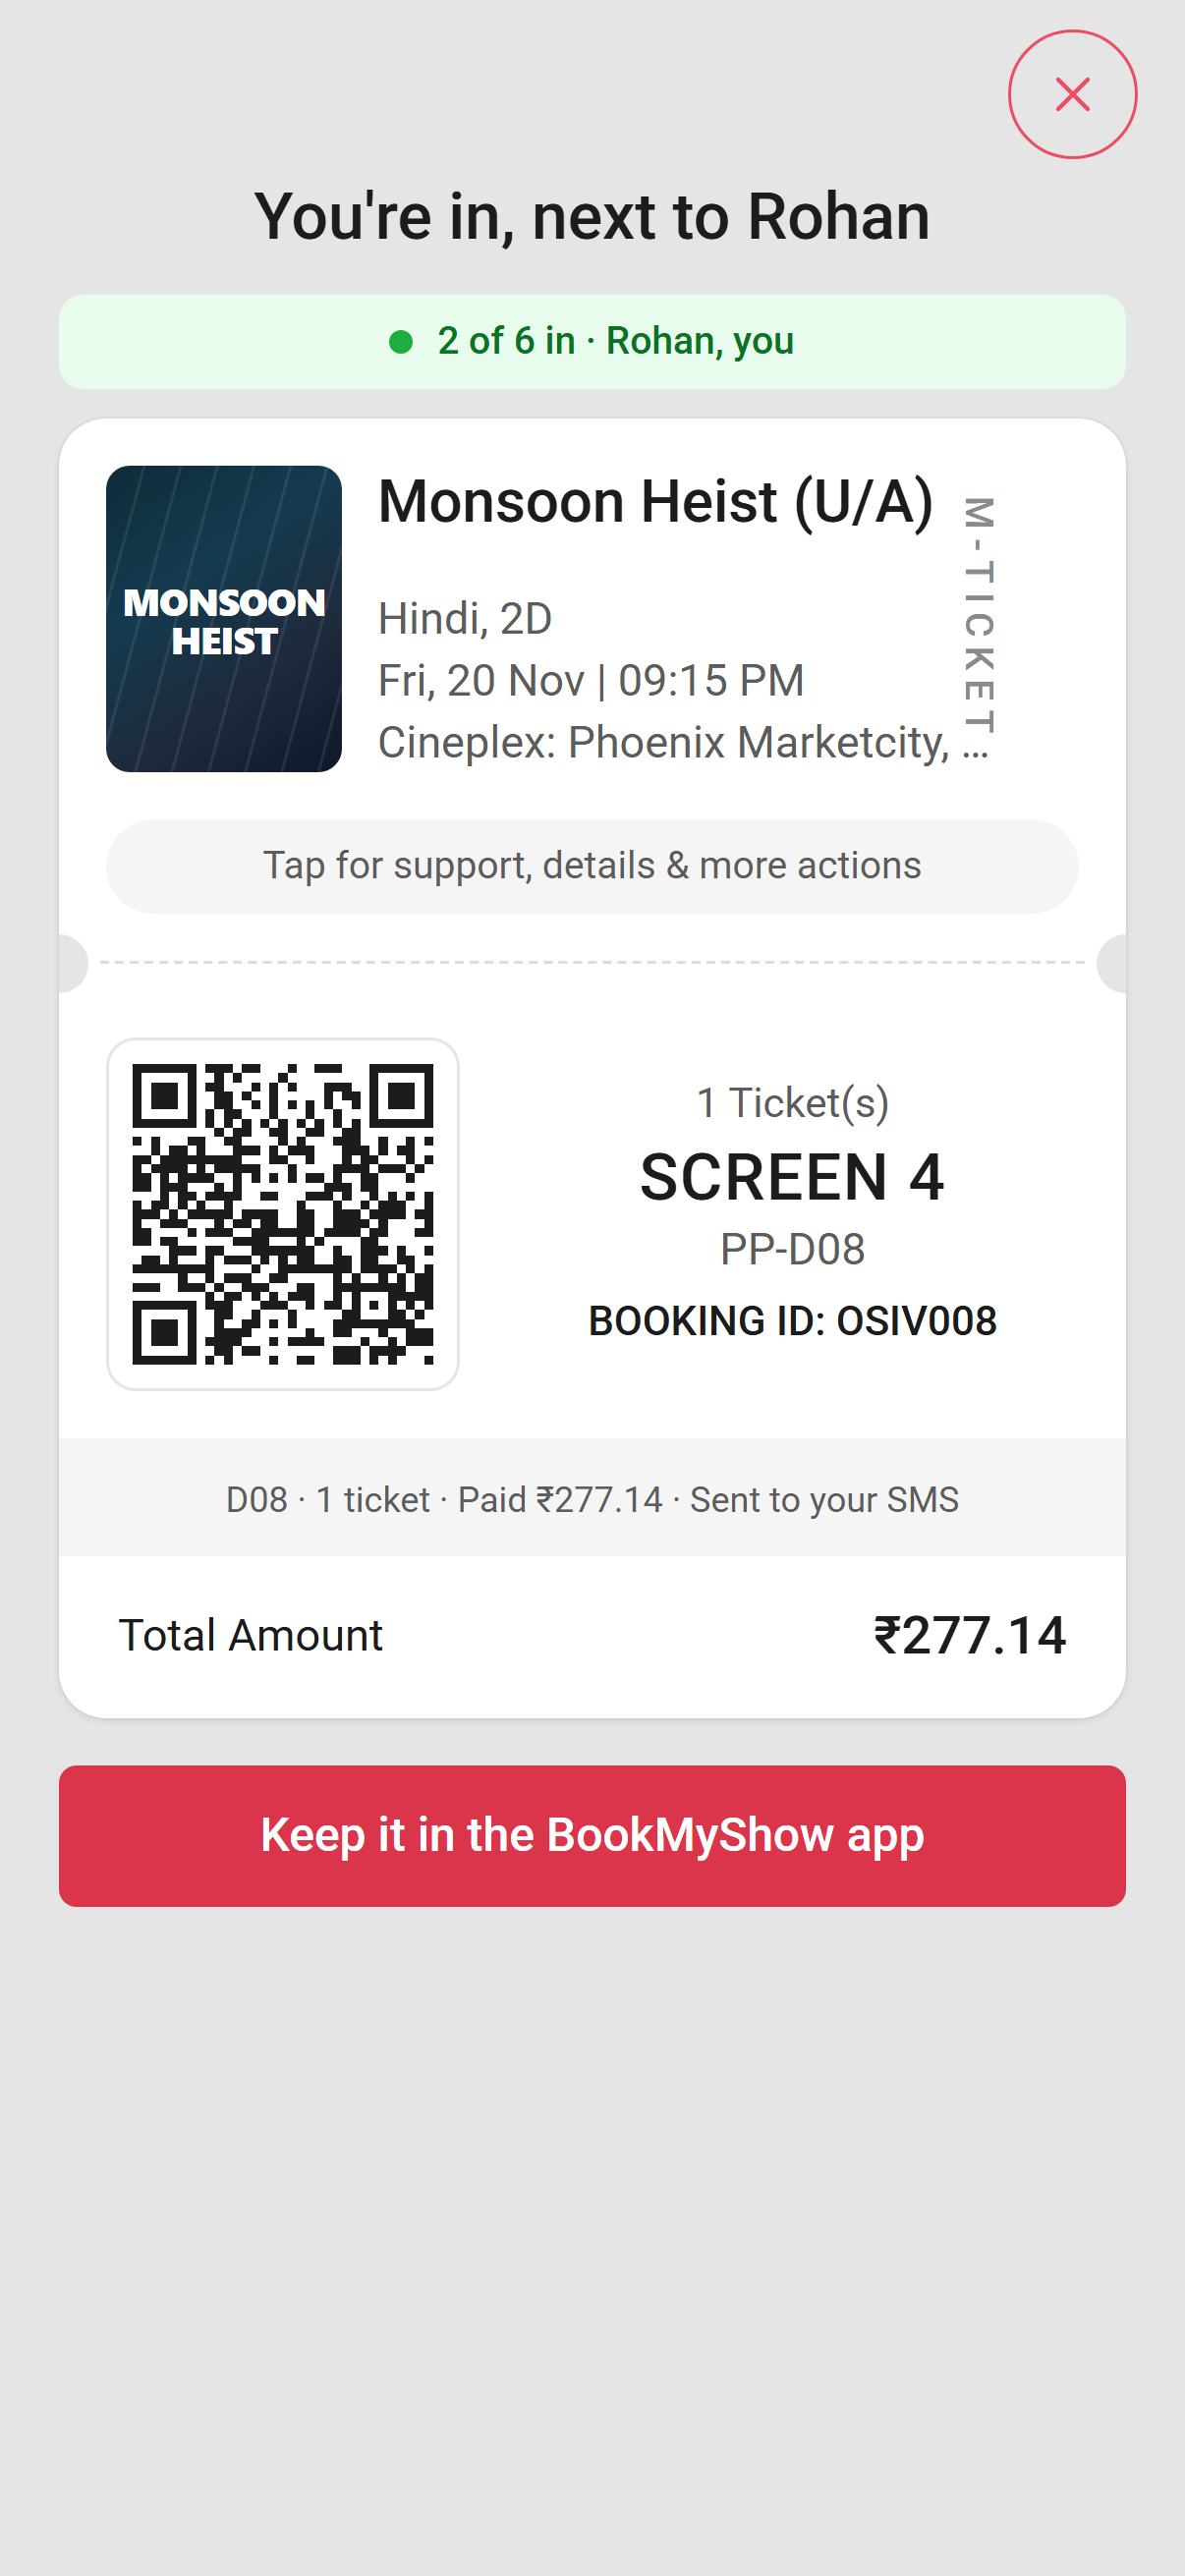 You're in, next to Rohan
2 of 6 in · Rohan, you
MONSOON
HEIST
Monsoon Heist (U/A)
Hindi, 2D
Fri, 20 Nov | 09:15 PM
Cineplex: Phoenix Marketcity, ...
M-TICKET
Tap for support, details & more actions
1 Ticket(s)
SCREEN 4
PP-D08
BOOKING ID: OSIV008
D08 · 1 ticket · Paid ₹277.14 · Sent to your SMS
Total Amount
₹277.14
Keep it in the BookMyShow app